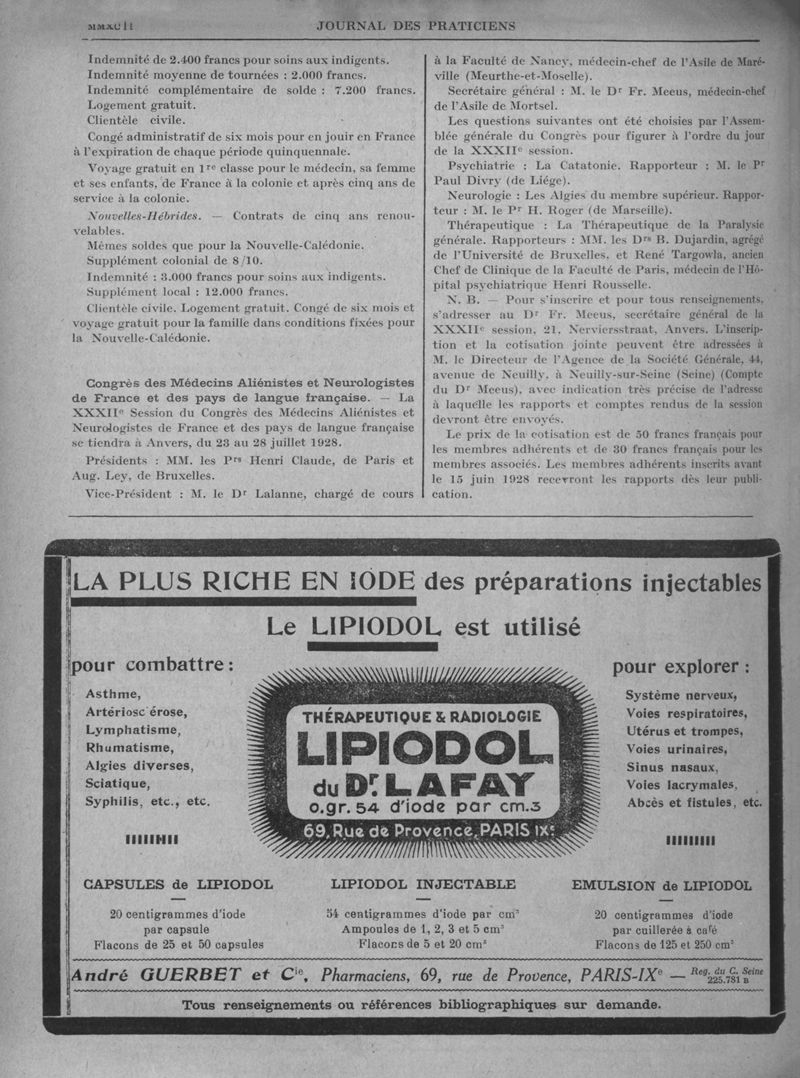 JOURNAL DES PRATICIENS
Indemnité de 2.400 francs pour soins aux indigents.
Indemnité moyenne de tournées : 2.000 francs.
Indemnité complémentaire de solde : 7.200 francs.
Logement gratuit.
Clientèle civile.
Congé administratif de six mois pour en jouir en France
à l'expiration de chaque période quinquennale.
Voyage gratuit en 1re classe pour le médecin, sa femme
et ses enfants, de France à la colonie et après cinq ans de
service à la colonie.
Nouvelles-Hébrides. — Contrats de cinq ans renou-
velables.
Mêmes soldes que pour la Nouvelle-Calédonie.
Supplément colonial de 8/10.
Indemnité : 3.000 francs pour soins aux indigents.
Supplément local : 12.000 francs.
Clientèle civile. Logement gratuit. Congé de six mois et
voyage gratuit pour la famille dans conditions fixées pour
la Nouvelle-Calédonie.
Congrès des Médecins Aliénistes et Neurologistes
de France et des pays de langue française. — La
XXXIIe Session du Congrès des Médecins Aliénistes et
Neurologistes de France et des pays de langue française
se tiendra à Anvers, du 23 au 28 juillet 1928.
Présidents : MM. les Prs Henri Claude, de Paris et
Aug. Ley, de Bruxelles.
Vice-Président : M. le Dr Lalanne, chargé de cours
à la Faculté de Nancy, médecin-chef de l'Asile de Maré-
ville (Meurthe-et-Moselle).
Secrétaire général : M. le Dr Fr. Meeus, médecin-chef
de l'Asile de Mortsel.
Les questions suivantes ont été choisies par l'Assem-
blée générale du Congrès pour figurer à l'ordre du jour
de la XXXIIe session.
Psychiatrie : La Catatonie. Rapporteur : M. le Pr
Paul Divry (de Liége).
Neurologie : Les Algies du membre supérieur. Rappor-
teur : M. le Pr H. Roger (de Marseille).
Thérapeutique : La Thérapeutique de la Paralysie
générale. Rapporteurs : MM. les Drs B. Dujardin, agrégé
de l'Université de Bruxelles. et René Targowla, ancien
Chef de Clinique de la Faculté de Paris, médecin de l'Hô-
pital psychiatrique Henri Rousselle.
N. B. — Pour s'inscrire et pour tous renseignements,
s'adresser au Dr Fr. Meeus, secrétaire général de la
XXXIIe session, 21, Nerviersstraat, Anvers. L'inscrip-
tion et la cotisation jointe peuvent être adressées à
M. le Directeur de l'Agence de la Société Générale, 44,
avenue de Neuilly, à Neuilly-sur-Seine (Seine) (Compte
du Dr Meeus), avec indication très précise de l'adresse
à laquelle les rapports et comptes rendus de la session
devront être envoyés.
Le prix de la cotisation est de 50 francs français pour
les membres adhérents et de 30 francs français pour les
membres associés. Les membres adhérents inscrits avant
le 15 juin 1928 recevront les rapports dès leur publi-
cation.
LA PLUS RICHE EN IODE des préparations injectables
Le LIPIODOL est utilisé
pour combattre :
Asthme,
Artériosc érose,
Lymphatisme,
Rhumatisme,
Algies diverses,
Sciatique,
Syphilis, etc., etc.
THÉRAPEUTIQUE & RADIOLOGIE
LIPIODOL
du Dr. LAFAY
0.gr. 54 d'iode par cm.3
69, Rue de Provence, PARIS IXe
pour explorer :
Système nerveux,
Voies respiratoires,
Utérus et trompes,
Voies urinaires,
Sinus nasaux,
Voies lacrymales,
Abcès et fistules, etc.
CAPSULES de LIPIODOL
20 centigrammes d'iode
par capsule
Flacons de 25 et 50 capsules
LIPIODOL INJECTABLE
54 centigrammes d'iode par cm3
Ampoules de 1, 2, 3 et 5 cm3
Flacons de 5 et 20 cm3
EMULSION de LIPIODOL
20 centigrammes d'iode
par cuillerée à café
Flacons de 125 et 250 cm3
André GUERBET et Cie, Pharmaciens, 69, rue de Provence, PARIS-IXe — Reg. du C. Seine 225.781 B
Tous renseignements ou références bibliographiques sur demande.